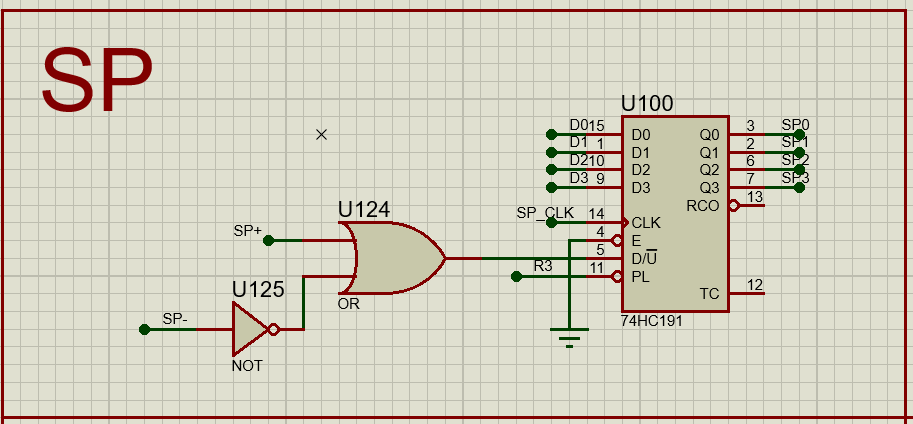 SP
U100
D0 15 D0 Q0 3 SP0
D1 1 D1 Q1 2 SP1
D2 10 D2 Q2 6 SP2
D3 9 D3 Q3 7 SP3
RCO 13
SP_CLK 14 CLK
4 E
5 D/U
R3 11 PL
TC 12
74HC191
U124
SP+
OR
U125
SP-
NOT